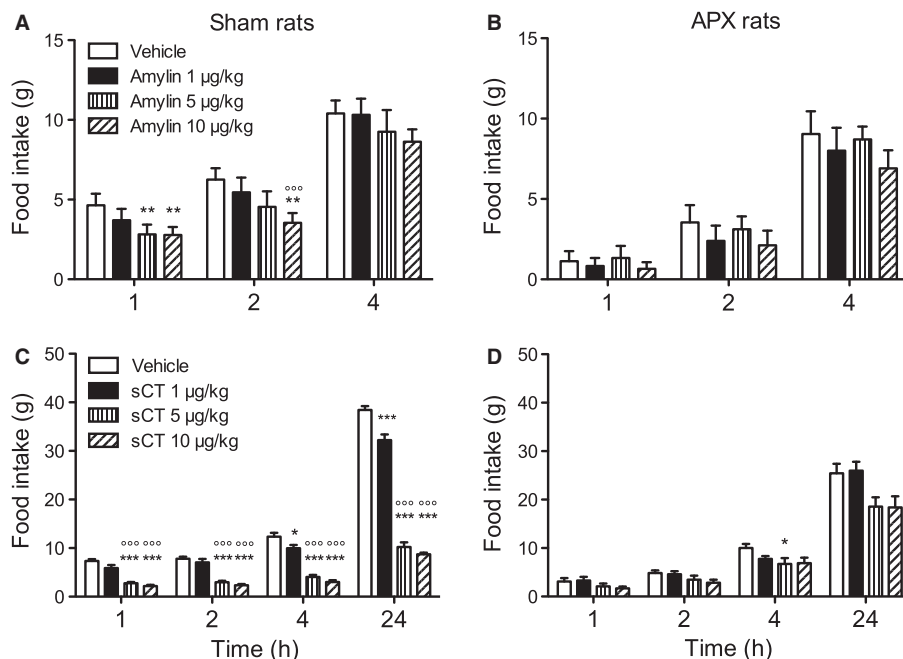 A
Sham rats
Food intake (g)
15
10
5
0
Vehicle
Amylin 1 µg/kg
Amylin 5 µg/kg
Amylin 10 µg/kg
** ** °°°
**
1 2 4
B
APX rats
Food intake (g)
15
10
5
0
1 2 4
C
Food intake (g)
50
40
30
20
10
0
Vehicle
sCT 1 µg/kg
sCT 5 µg/kg
sCT 10 µg/kg
***
°°° °°°
*** ***
*
°°° °°° °°° °°° °°° °°°
*** *** *** *** *** ***
1 2 4 24
Time (h)
D
Food intake (g)
50
40
30
20
10
0
*
1 2 4 24
Time (h)